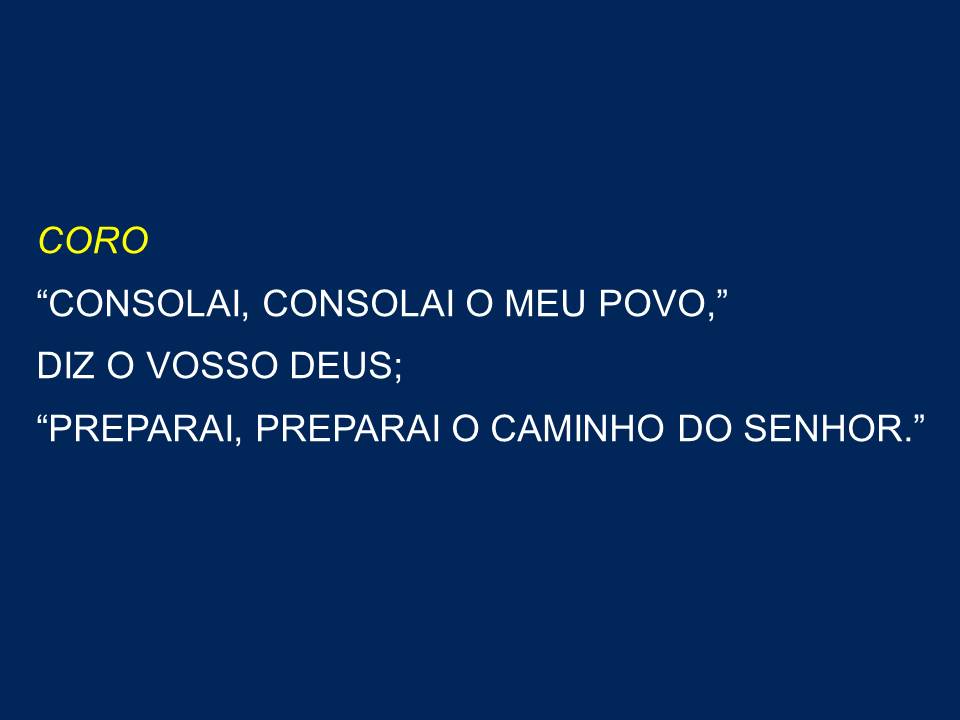 CORO
“CONSOLAI, CONSOLAI O MEU POVO,”
DIZ O VOSSO DEUS;
“PREPARAI, PREPARAI O CAMINHO DO SENHOR.”